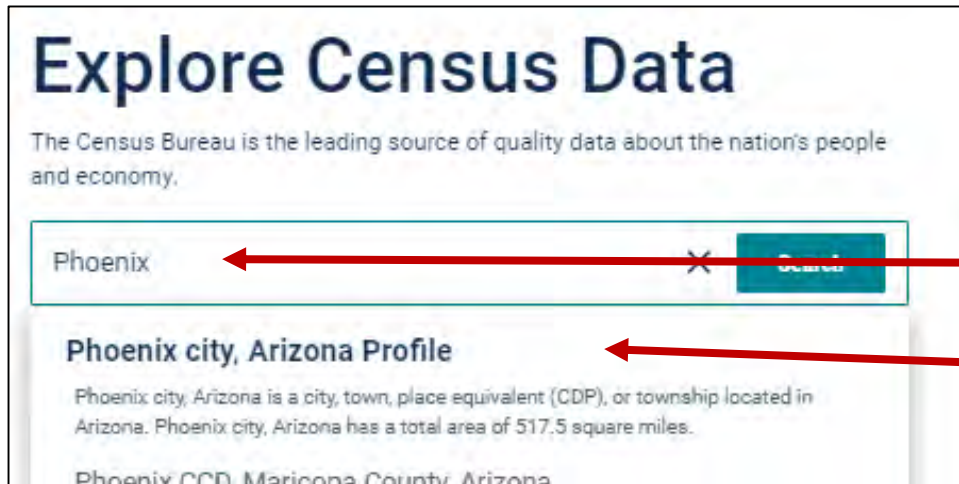 Explore Census Data
The Census Bureau is the leading source of quality data about the nation's people
and economy.
Phoenix
Search
Phoenix city, Arizona Profile
Phoenix city, Arizona is a city, town, place equivalent (CDP), or township located in
Arizona. Phoenix city, Arizona has a total area of 517.5 square miles.
Phoenix CCD, Maricopa County, Arizona